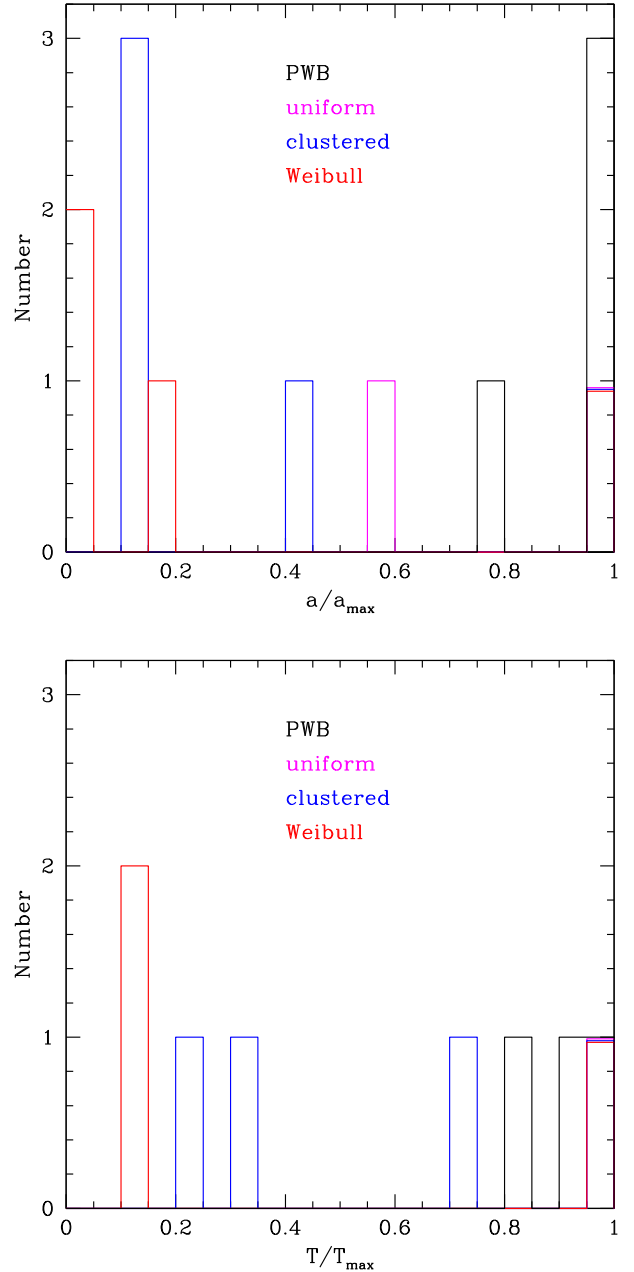 3
PWB
uniform
clustered
Weibull
2
Number
1
0
0 0.2 0.4 0.6 0.8 1
a/a_max
3
PWB
uniform
clustered
Weibull
2
Number
1
0
0 0.2 0.4 0.6 0.8 1
T/T_max